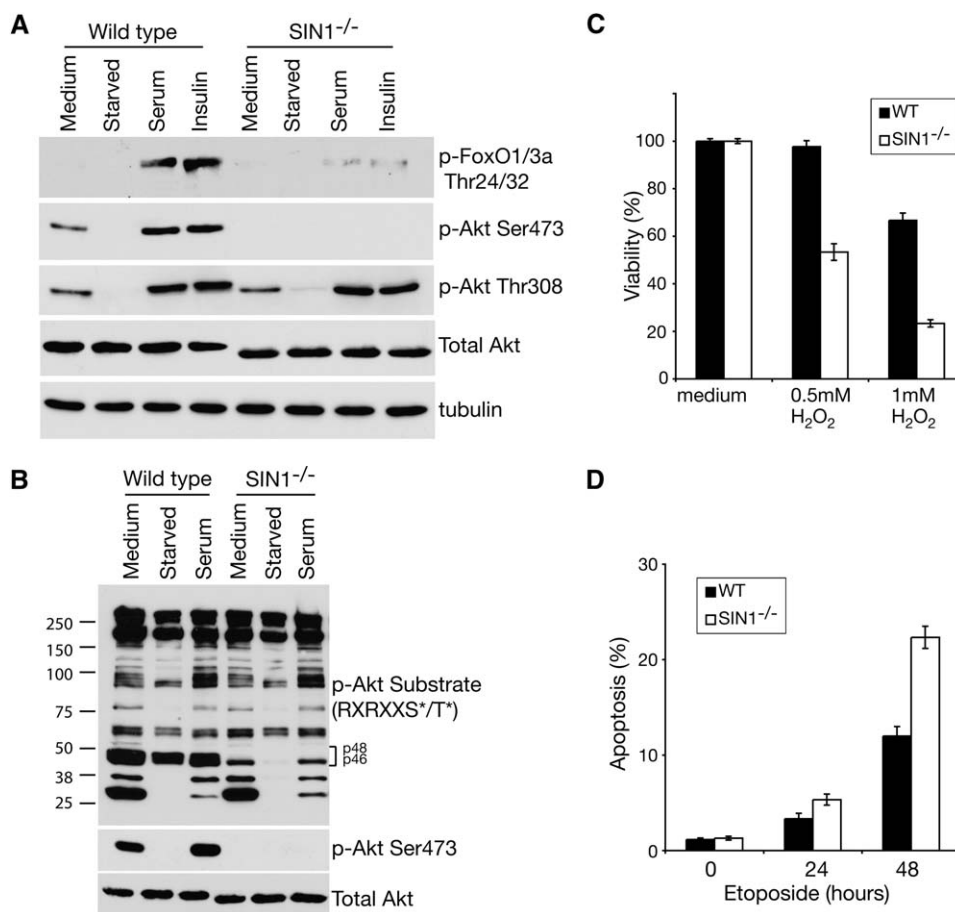 A
Wild type SIN1-/-
Medium Starved Serum Insulin Medium Starved Serum Insulin
p-FoxO1/3a
Thr24/32
p-Akt Ser473
p-Akt Thr308
Total Akt
tubulin
B
Wild type SIN1-/-
Medium Starved Serum Medium Starved Serum
250
150
100
75
50
38
25
p-Akt Substrate
(RXRXXS*/T*)
p48
p46
p-Akt Ser473
Total Akt
C
WT
SIN1-/-
Viability (%)
100
80
60
40
20
0
medium 0.5mM 1mM
H2O2 H2O2
D
WT
SIN1-/-
Apoptosis (%)
30
20
10
0
0 24 48
Etoposide (hours)